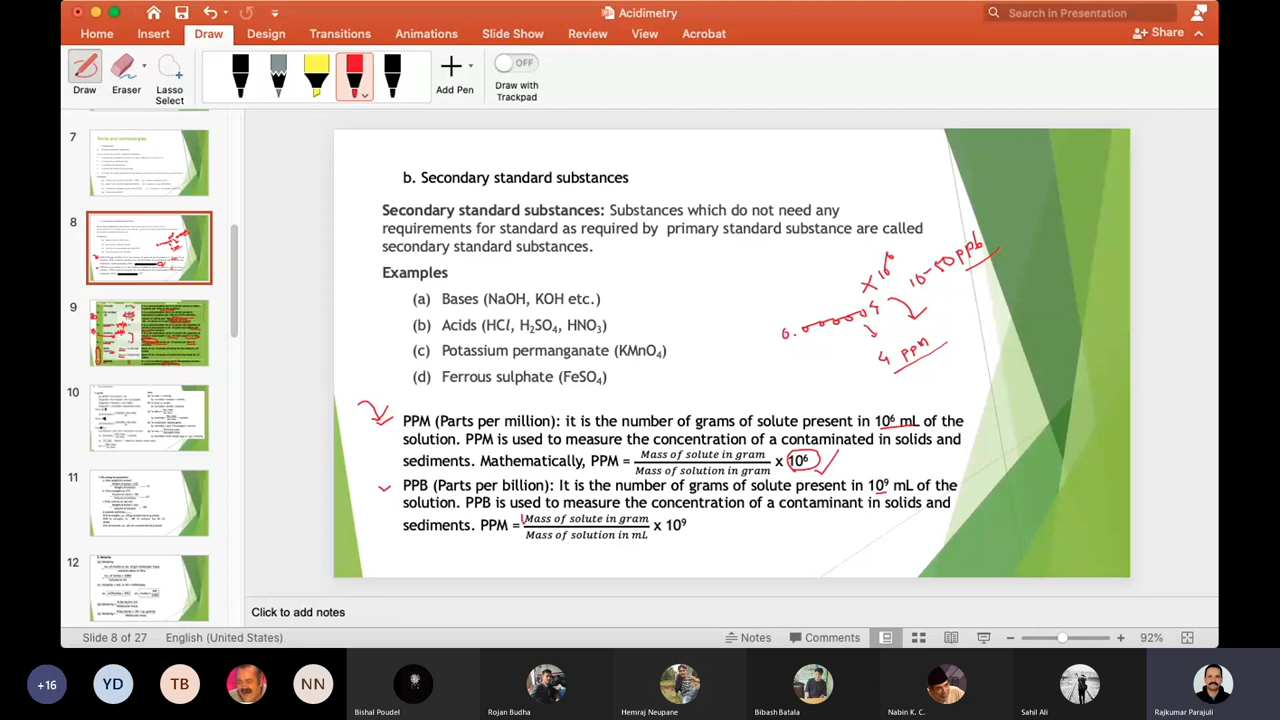 Acidimetry
Search in Presentation
Home Insert Draw Design Transitions Animations Slide Show Review View Acrobat
Share
OFF
Draw Eraser Lasso Select Add Pen Draw with Trackpad
7
8
9
10
11
12
b. Secondary standard substances
Secondary standard substances: Substances which do not need any
requirements for standard as required by primary standard substance are called
secondary standard substances.
Examples
(a) Bases (NaOH, KOH etc.)
(b) Acids (HCl, H₂SO₄, HNO₃)
(c) Potassium permanganate (KMnO₄)
(d) Ferrous sulphate (FeSO₄)
X 10⁶
10-50 ppb
4 ppm
PPM (Parts per million): it is the number of grams of solute present in 10⁶ mL of the
solution. PPM is used to measure the concentration of a contaminated in solids and
sediments. Mathematically, PPM = Mass of solute in gram / Mass of solution in gram x 10⁶
PPB (Parts per billion): It is the number of grams of solute present in 10⁹ mL of the
solution. PPB is used to measure the concentration of a contaminant in solids and
sediments. PPM = Mass of solute in gram / Mass of solution in mL x 10⁹
Click to add notes
Slide 8 of 27 English (United States) Notes Comments 92%
+16 YD TB NN
Bishal Poudel Rojan Budha Hemraj Neupane Bibash Batala Nabin K. C. Sahil Ali Rajkumar Parajuli